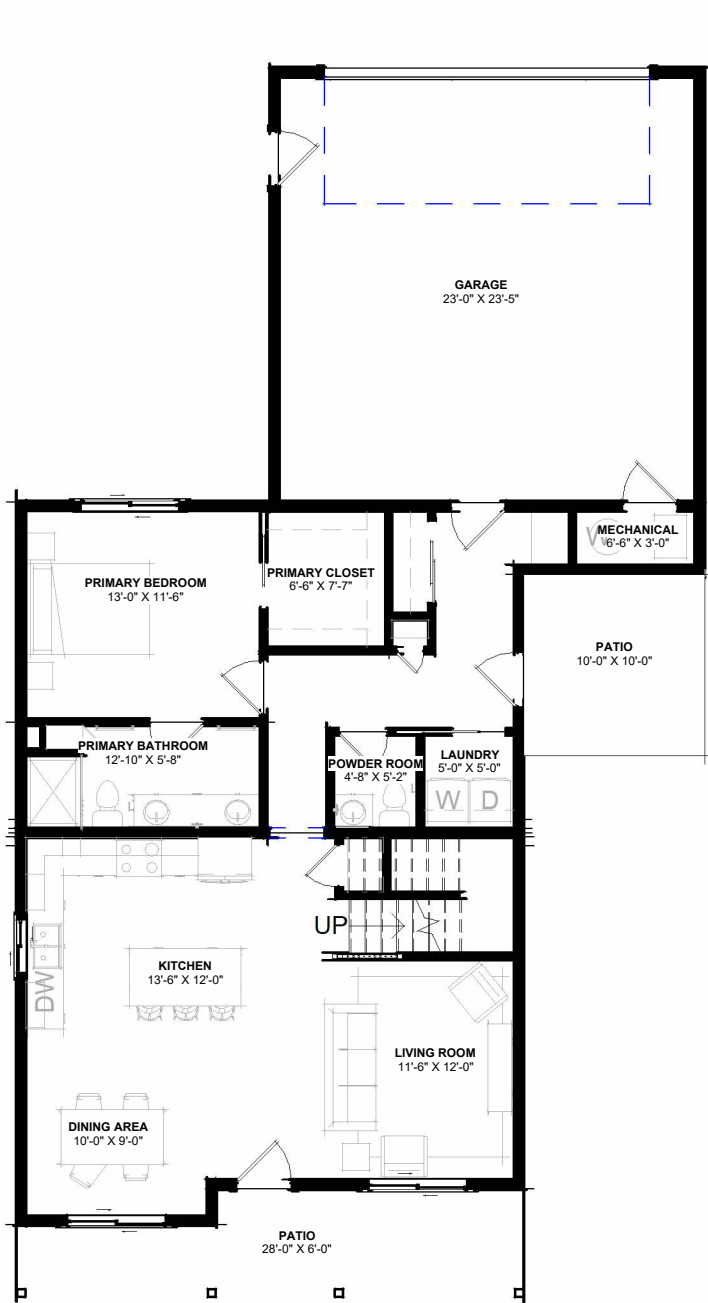 GARAGE
23'-0" X 23'-5"
MECHANICAL
6'-6" X 3'-0"
PRIMARY CLOSET
6'-6" X 7'-7"
PRIMARY BEDROOM
13'-0" X 11'-6"
PATIO
10'-0" X 10'-0"
PRIMARY BATHROOM
12'-10" X 5'-8"
LAUNDRY
5'-0" X 5'-0"
POWDER ROOM
4'-8" X 5'-2"
W D
UP
KITCHEN
13'-6" X 12'-0"
DW
LIVING ROOM
11'-6" X 12'-0"
DINING AREA
10'-0" X 9'-0"
PATIO
28'-0" X 6'-0"